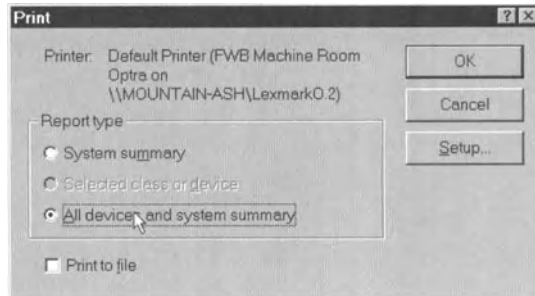 Print
Printer: Default Printer (FWB Machine Room
Optra on
\\MOUNTAIN-ASH\LexmarkO.2)
OK
Cancel
Setup...
Report type
System summary
Selected class or device
All devices and system summary
Print to file